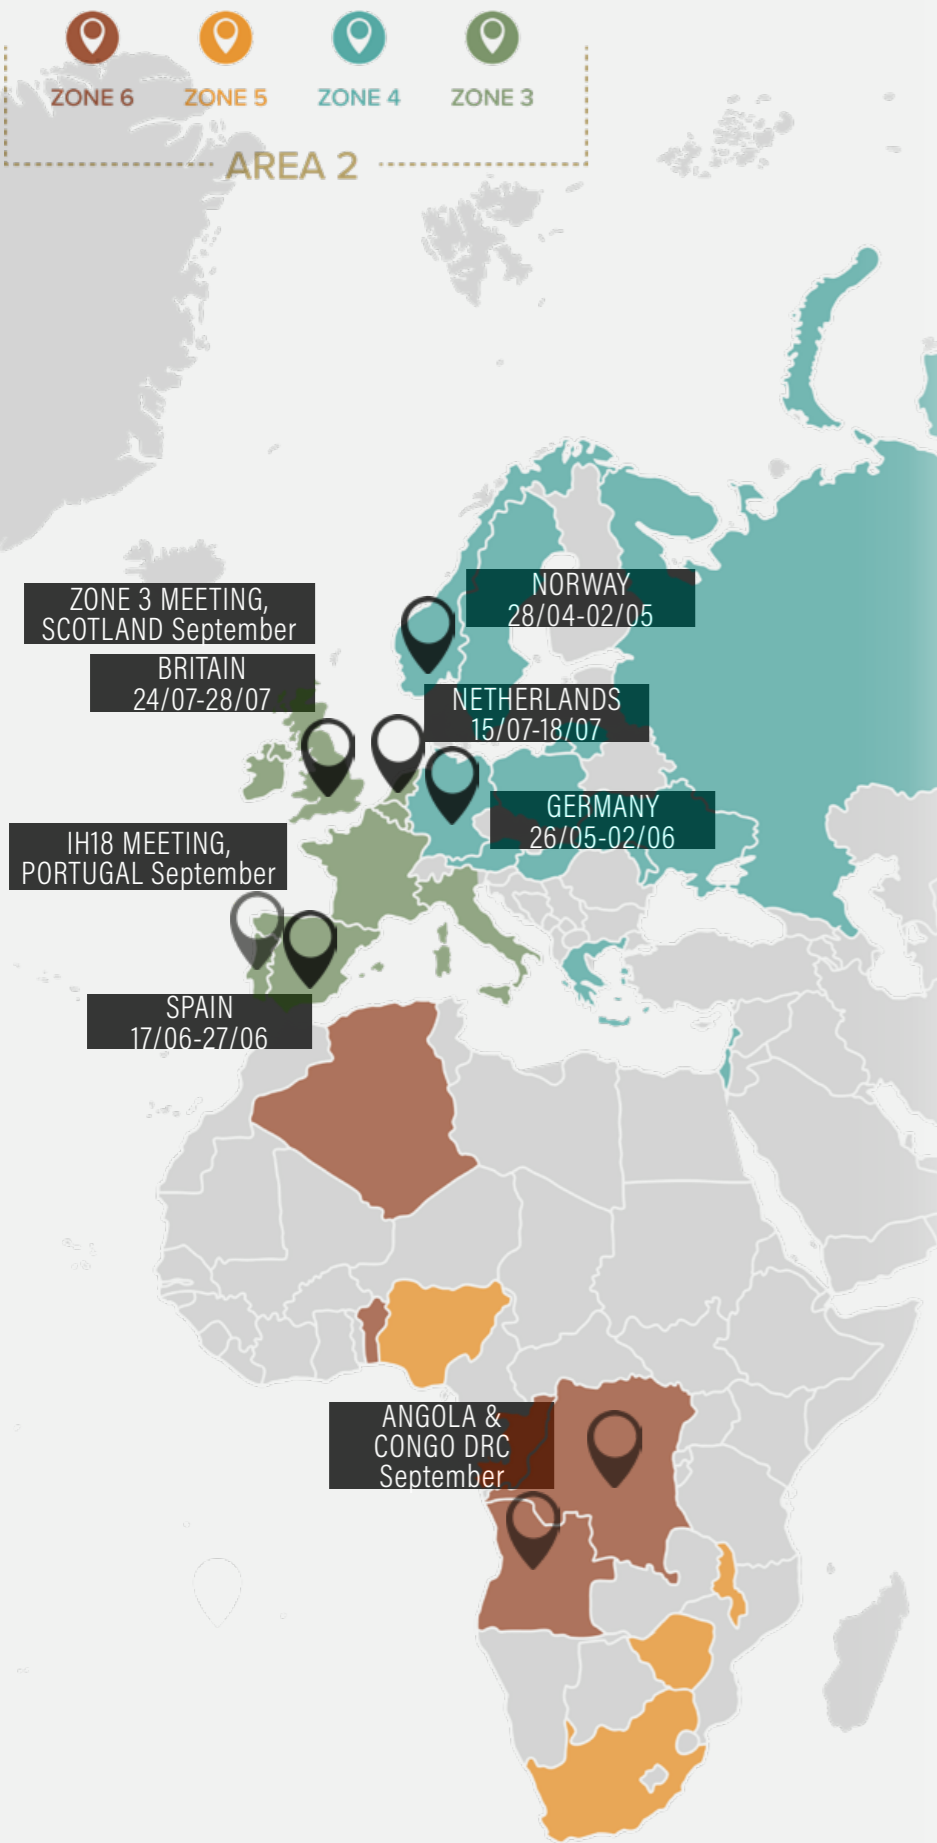 ZONE 6
ZONE 5
ZONE 4
ZONE 3
AREA 2
NORWAY
28/04-02/05
ZONE 3 MEETING,
SCOTLAND September
BRITAIN
24/07-28/07
NETHERLANDS
15/07-18/07
GERMANY
26/05-02/06
IH18 MEETING,
PORTUGAL September
SPAIN
17/06-27/06
ANGOLA &
CONGO DRC
September